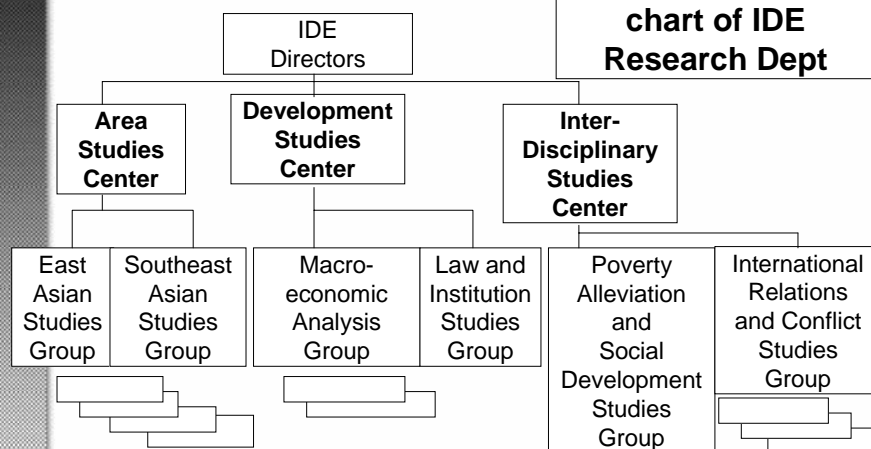 chart of IDE
Research Dept
IDE
Directors
Area
Studies
Center
Development
Studies
Center
Inter-
Disciplinary
Studies
Center
East
Asian
Studies
Group
Southeast
Asian
Studies
Group
Macro-
economic
Analysis
Group
Law and
Institution
Studies
Group
Poverty
Alleviation
and
Social
Development
Studies
Group
International
Relations
and Conflict
Studies
Group